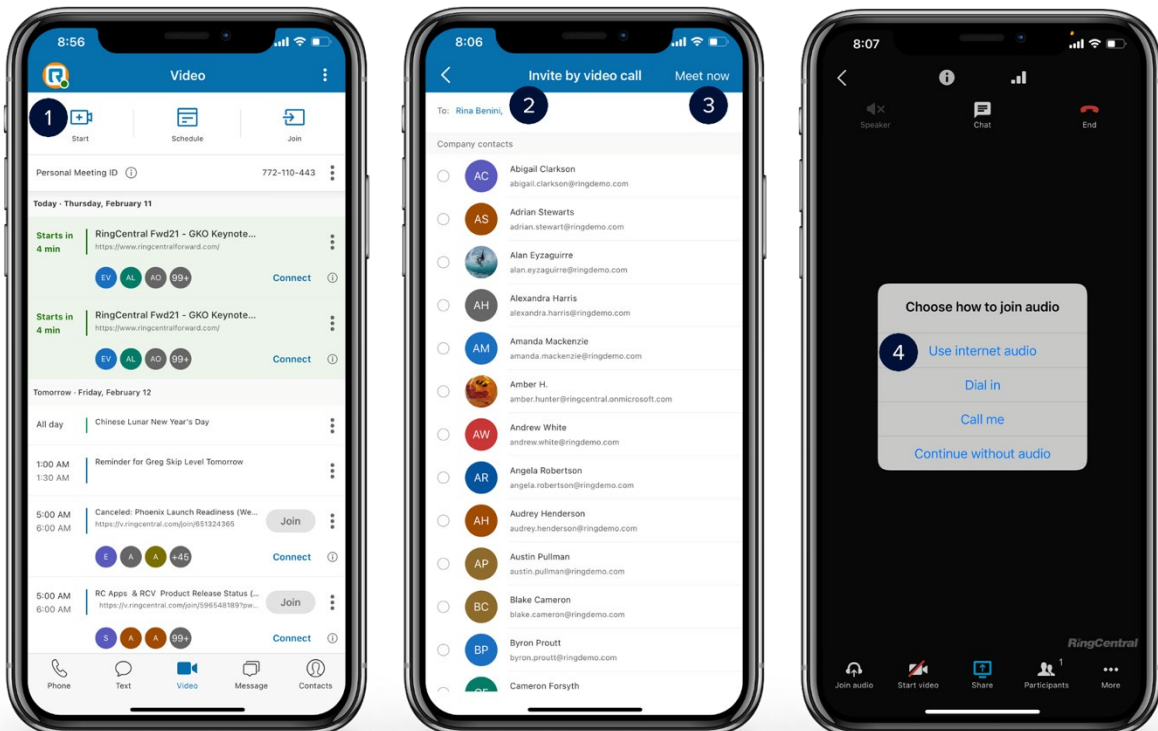 8:56
R
Video
1
Start
Schedule
Join
Personal Meeting ID
772-110-443
Today - Thursday, February 11
Starts in
4 min
RingCentral Fwd21 - GKO Keynote...
https://www.ringcentralforward.com/
EV AL AO 99+
Connect
Starts in
4 min
RingCentral Fwd21 - GKO Keynote...
https://www.ringcentralforward.com/
EV AL AO 99+
Connect
Tomorrow - Friday, February 12
All day
Chinese Lunar New Year's Day
1:00 AM
1:30 AM
Reminder for Greg Skip Level Tomorrow
5:00 AM
6:00 AM
Canceled: Phoenix Launch Readiness (We...
https://v.ringcentral.com/join/651324365
Join
E A A +45
Connect
5:00 AM
6:00 AM
RC Apps & RCV Product Release Status (...
https://v.ringcentral.com/join/596548189?pw...
Join
S A A 99+
Connect
Phone
Text
Video
Message
Contacts
8:06
Invite by video call
Meet now
To: Rina Benini,
2
3
Company contacts
AC
Abigail Clarkson
abigail.clarkson@ringdemo.com
AS
Adrian Stewarts
adrian.stewart@ringdemo.com
Alan Eyzaguirre
alan.eyzaguirre@ringdemo.com
AH
Alexandra Harris
alexandra.harris@ringdemo.com
AM
Amanda Mackenzie
amanda.mackenzie@ringdemo.com
Amber H.
amber.hunter@ringcentral.onmicrosoft.com
AW
Andrew White
andrew.white@ringdemo.com
AR
Angela Robertson
angela.robertson@ringdemo.com
AH
Audrey Henderson
audrey.henderson@ringdemo.com
AP
Austin Pullman
austin.pullman@ringdemo.com
BC
Blake Cameron
blake.cameron@ringdemo.com
BP
Byron Proutt
byron.proutt@ringdemo.com
Cameron Forsyth
8:07
Speaker
Chat
End
Choose how to join audio
4
Use internet audio
Dial in
Call me
Continue without audio
RingCentral
Join audio
Start video
Share
1
Participants
More